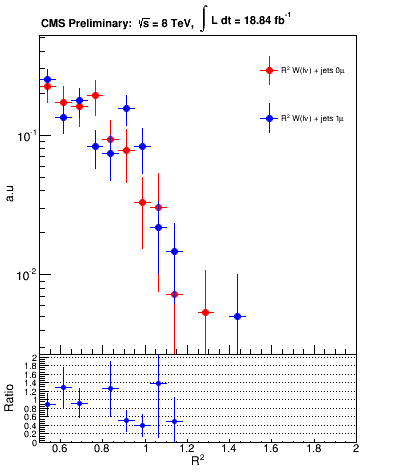 CMS Preliminary: √s = 8 TeV, ∫ L dt = 18.84 fb⁻¹
R² W(lν) + jets 0μ
R² W(lν) + jets 1μ
10⁻¹
a.u
10⁻²
2
1.8
1.6
1.4
1.2
1
0.8
0.6
0.4
0.2
0
Ratio
0.6 0.8 1 1.2 1.4 1.6 1.8 2
R²